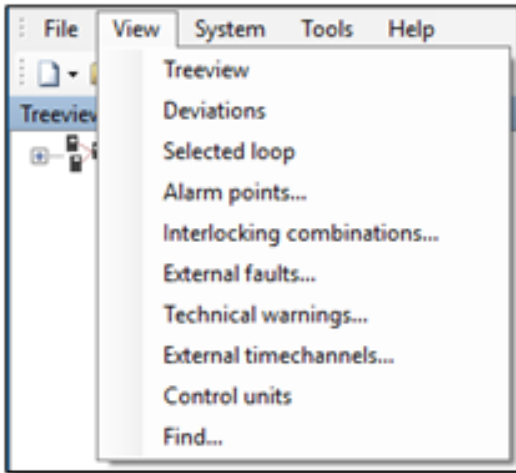 File View System Tools Help
Treeview
Deviations
Treeview
Selected loop
Alarm points...
Interlocking combinations...
External faults...
Technical warnings...
External timechannels...
Control units
Find...